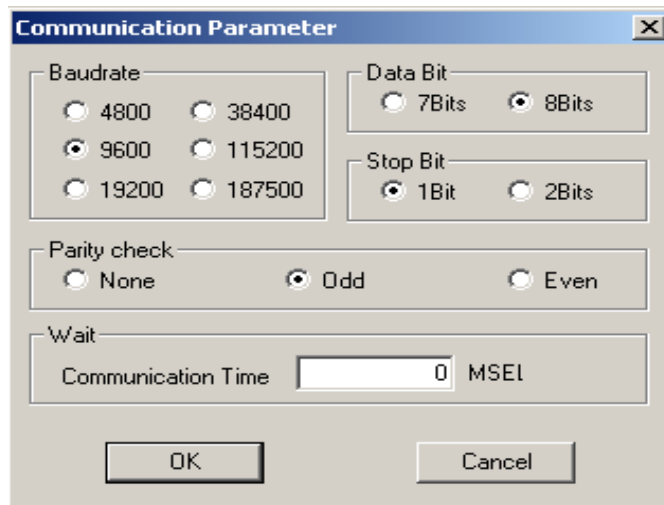 Communication Parameter
Baudrate
4800
38400
9600
115200
19200
187500
Data Bit
7Bits
8Bits
Stop Bit
1Bit
2Bits
Parity check
None
Odd
Even
Wait
Communication Time
0
OK
Cancel